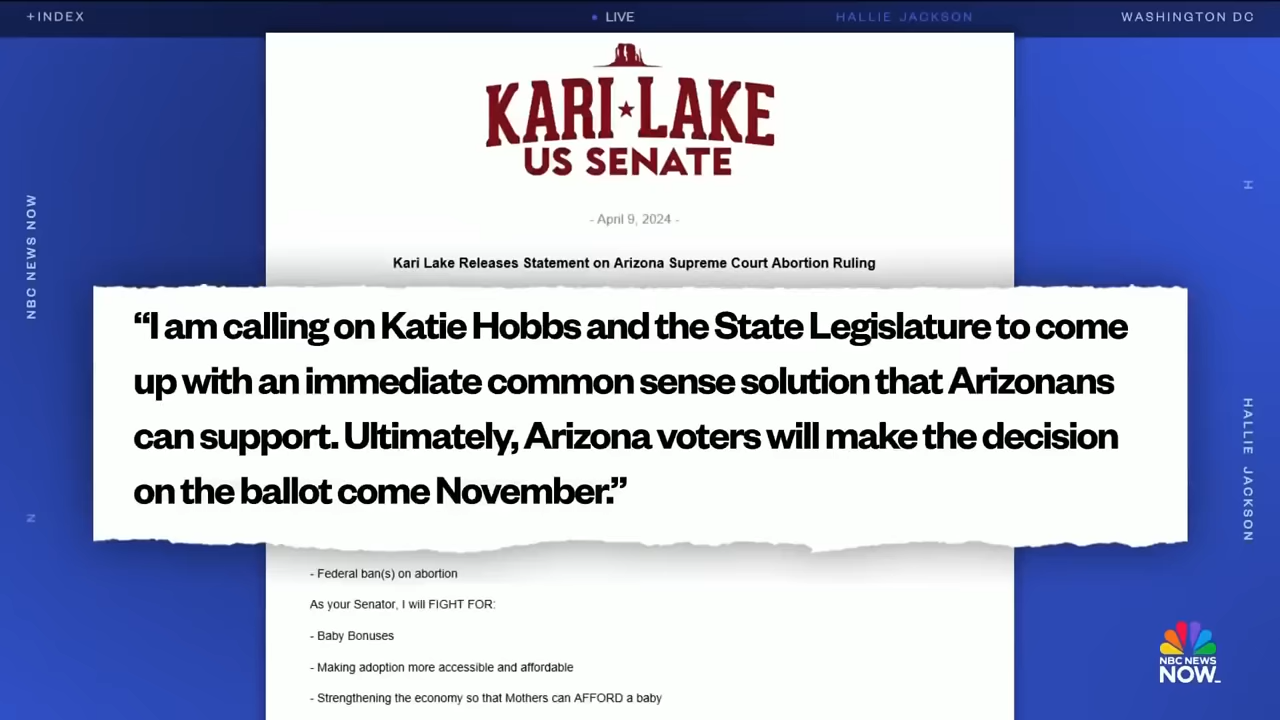 +INDEX
• LIVE
HALLIE JACKSON
WASHINGTON DC
KARI LAKE
US SENATE
- April 9, 2024 -
Kari Lake Releases Statement on Arizona Supreme Court Abortion Ruling
“I am calling on Katie Hobbs and the State Legislature to come
up with an immediate common sense solution that Arizonans
can support. Ultimately, Arizona voters will make the decision
on the ballot come November.”
- Federal ban(s) on abortion
As your Senator, I will FIGHT FOR:
- Baby Bonuses
- Making adoption more accessible and affordable
- Strengthening the economy so that Mothers can AFFORD a baby
NBC NEWS NOW
N
H
HALLIE JACKSON
NBC NEWS
NOW_